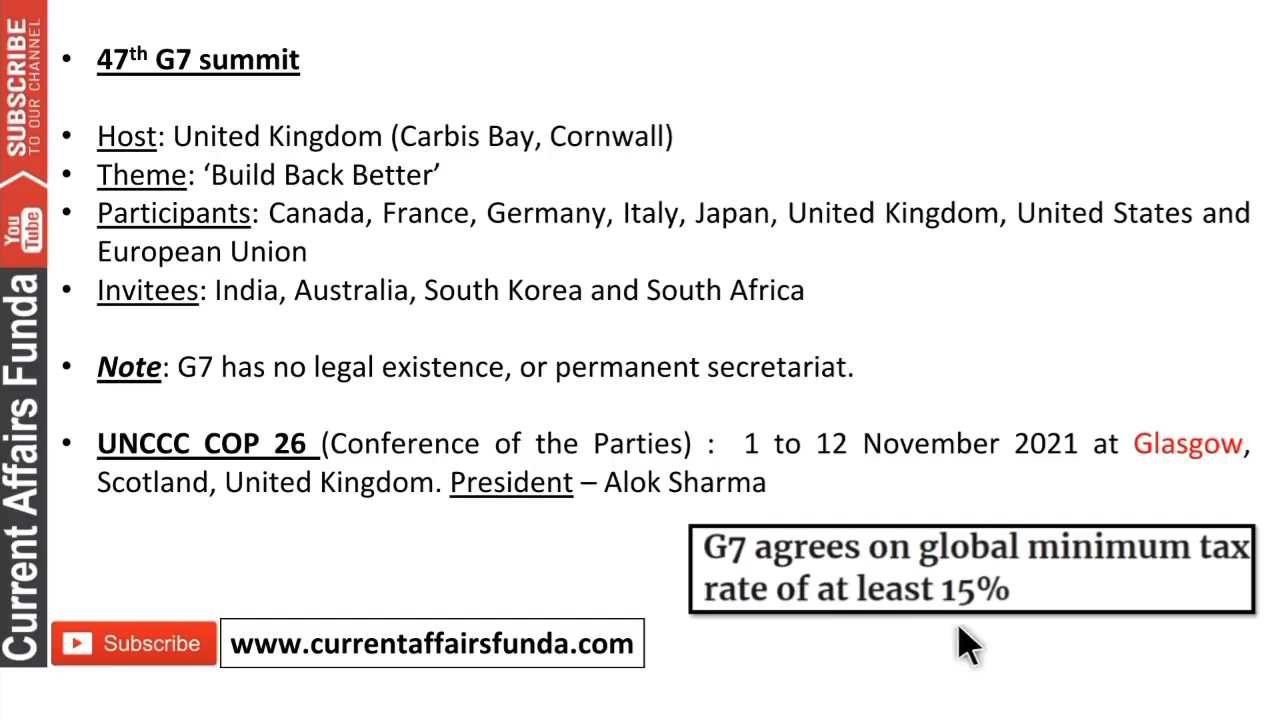 47th G7 summit
Host: United Kingdom (Carbis Bay, Cornwall)
Theme: ‘Build Back Better’
Participants: Canada, France, Germany, Italy, Japan, United Kingdom, United States and
European Union
Invitees: India, Australia, South Korea and South Africa
Note: G7 has no legal existence, or permanent secretariat.
UNCCC COP 26 (Conference of the Parties) : 1 to 12 November 2021 at Glasgow,
Scotland, United Kingdom. President – Alok Sharma
G7 agrees on global minimum tax
rate of at least 15%
Subscribe
www.currentaffairsfunda.com
SUBSCRIBE
TO OUR CHANNEL
You
Tube
Current Affairs Funda